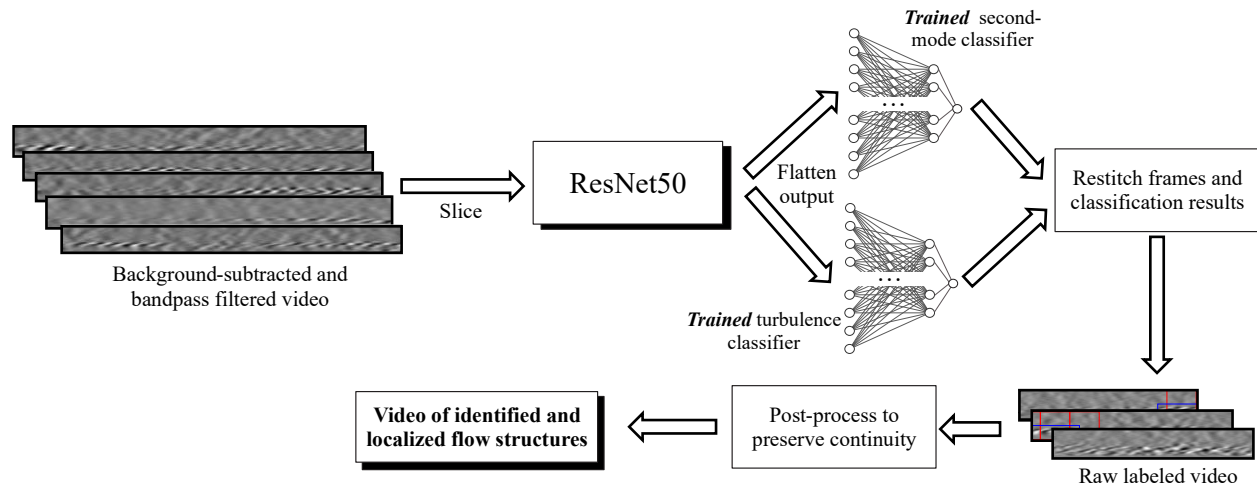 Background-subtracted and
bandpass filtered video
Slice
ResNet50
Flatten
output
Trained second-
mode classifier
. . .
. . .
Trained turbulence
classifier
Restitch frames and
classification results
Raw labeled video
Post-process to
preserve continuity
Video of identified and
localized flow structures